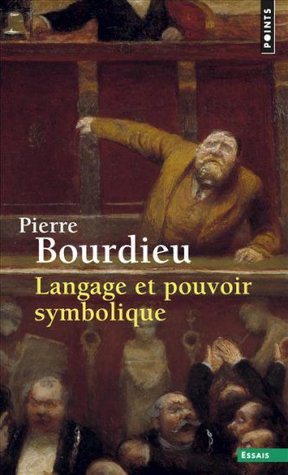 POINTS
Pierre
Bourdieu
Langage et pouvoir
symbolique
ESSAIS